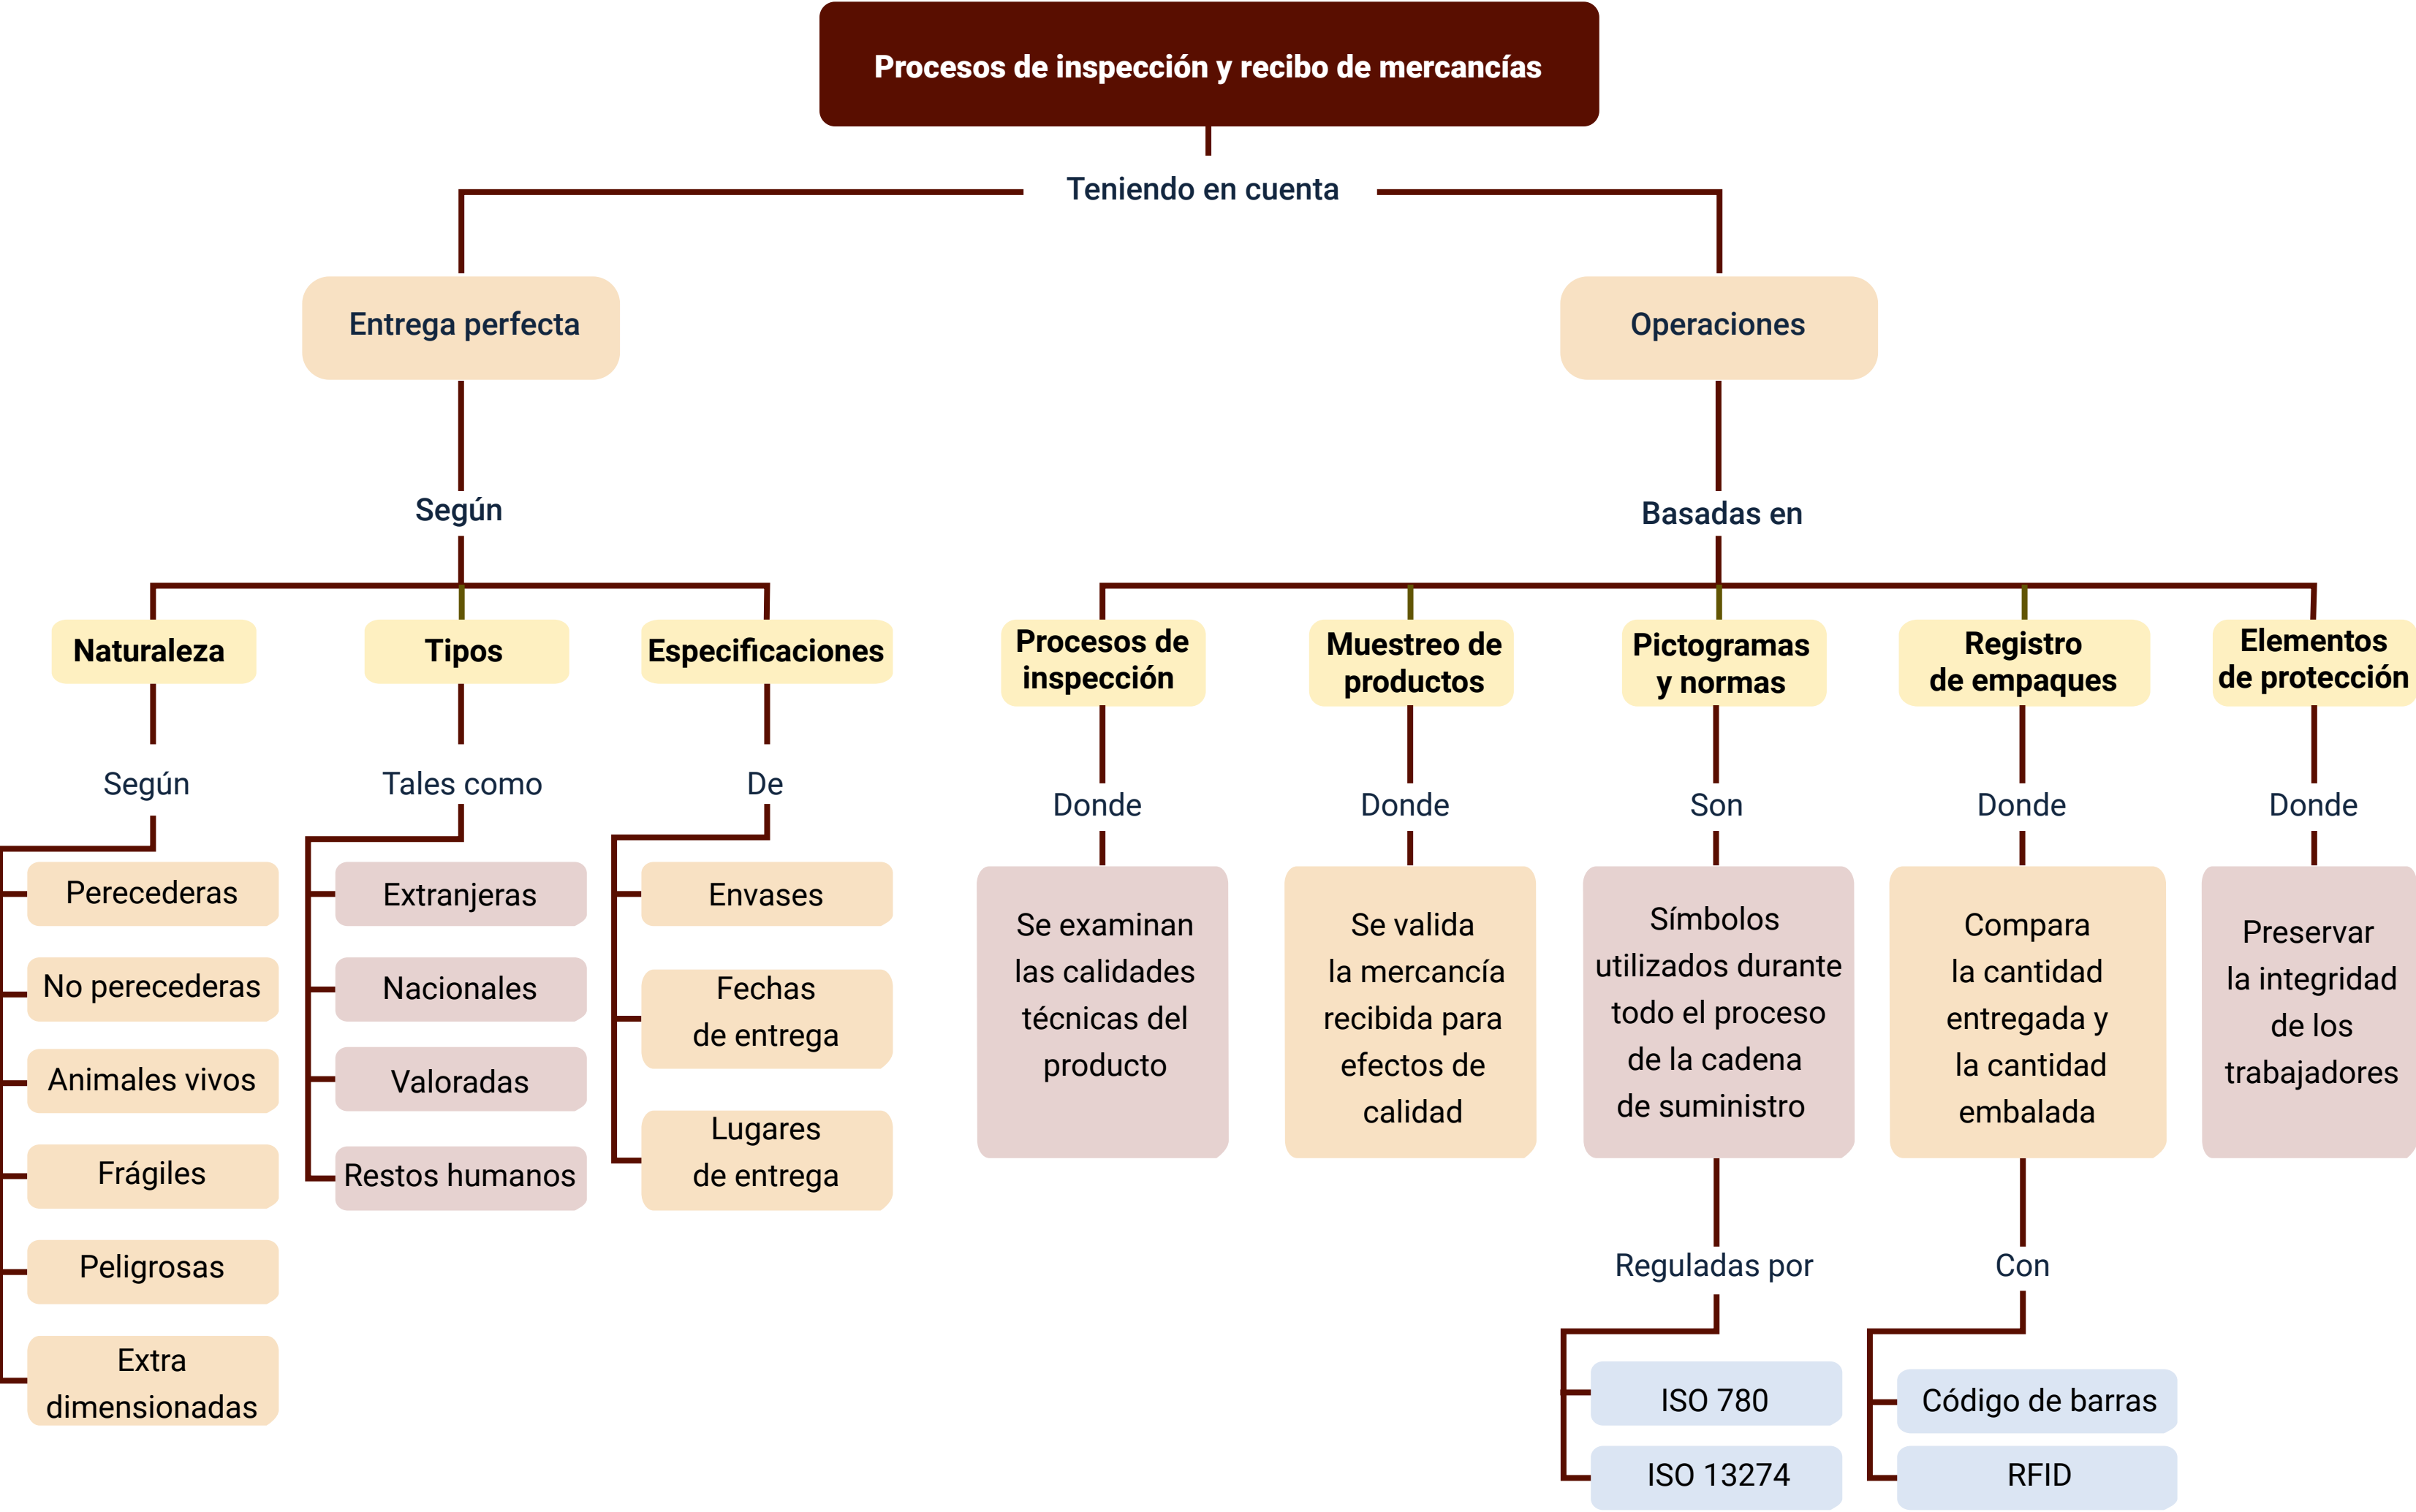 Procesos de inspección y recibo de mercancías
Teniendo en cuenta
Entrega perfecta
Operaciones
Según
Basadas en
Naturaleza
Tipos
Especificaciones
Procesos de
inspección
Muestreo de
productos
Pictogramas
y normas
Registro
de empaques
Elementos
de protección
Según
Tales como
De
Donde
Donde
Son
Donde
Donde
Perecederas
No perecederas
Animales vivos
Frágiles
Peligrosas
Extra
dimensionadas
Extranjeras
Nacionales
Valoradas
Restos humanos
Envases
Fechas
de entrega
Lugares
de entrega
Se examinan
las calidades
técnicas del
producto
Se valida
la mercancía
recibida para
efectos de
calidad
Símbolos
utilizados durante
todo el proceso
de la cadena
de suministro
Compara
la cantidad
entregada y
la cantidad
embalada
Preservar
la integridad
de los
trabajadores
Reguladas por
Con
ISO 780
ISO 13274
Código de barras
RFID